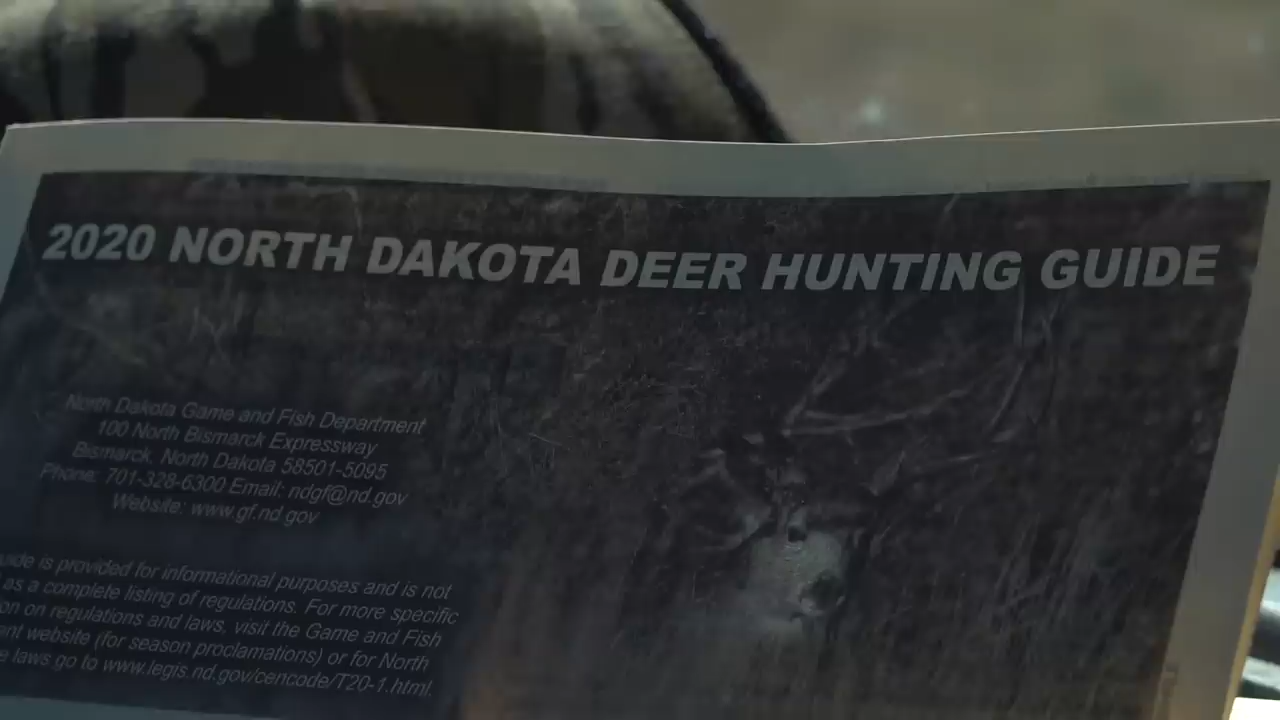 2020 NORTH DAKOTA DEER HUNTING GUIDE
North Dakota Game and Fish Department
100 North Bismarck Expressway
Bismarck, North Dakota 58501-5095
Phone: 701-328-6300 Email: ndgf@nd.gov
Website: www.gf.nd.gov
is provided for informational purposes and is not
as a complete listing of regulations. For more specific
on regulations and laws, visit the Game and Fish
website (for season proclamations) or for North
laws go to www.legis.nd.gov/cencode/T20-1.html.